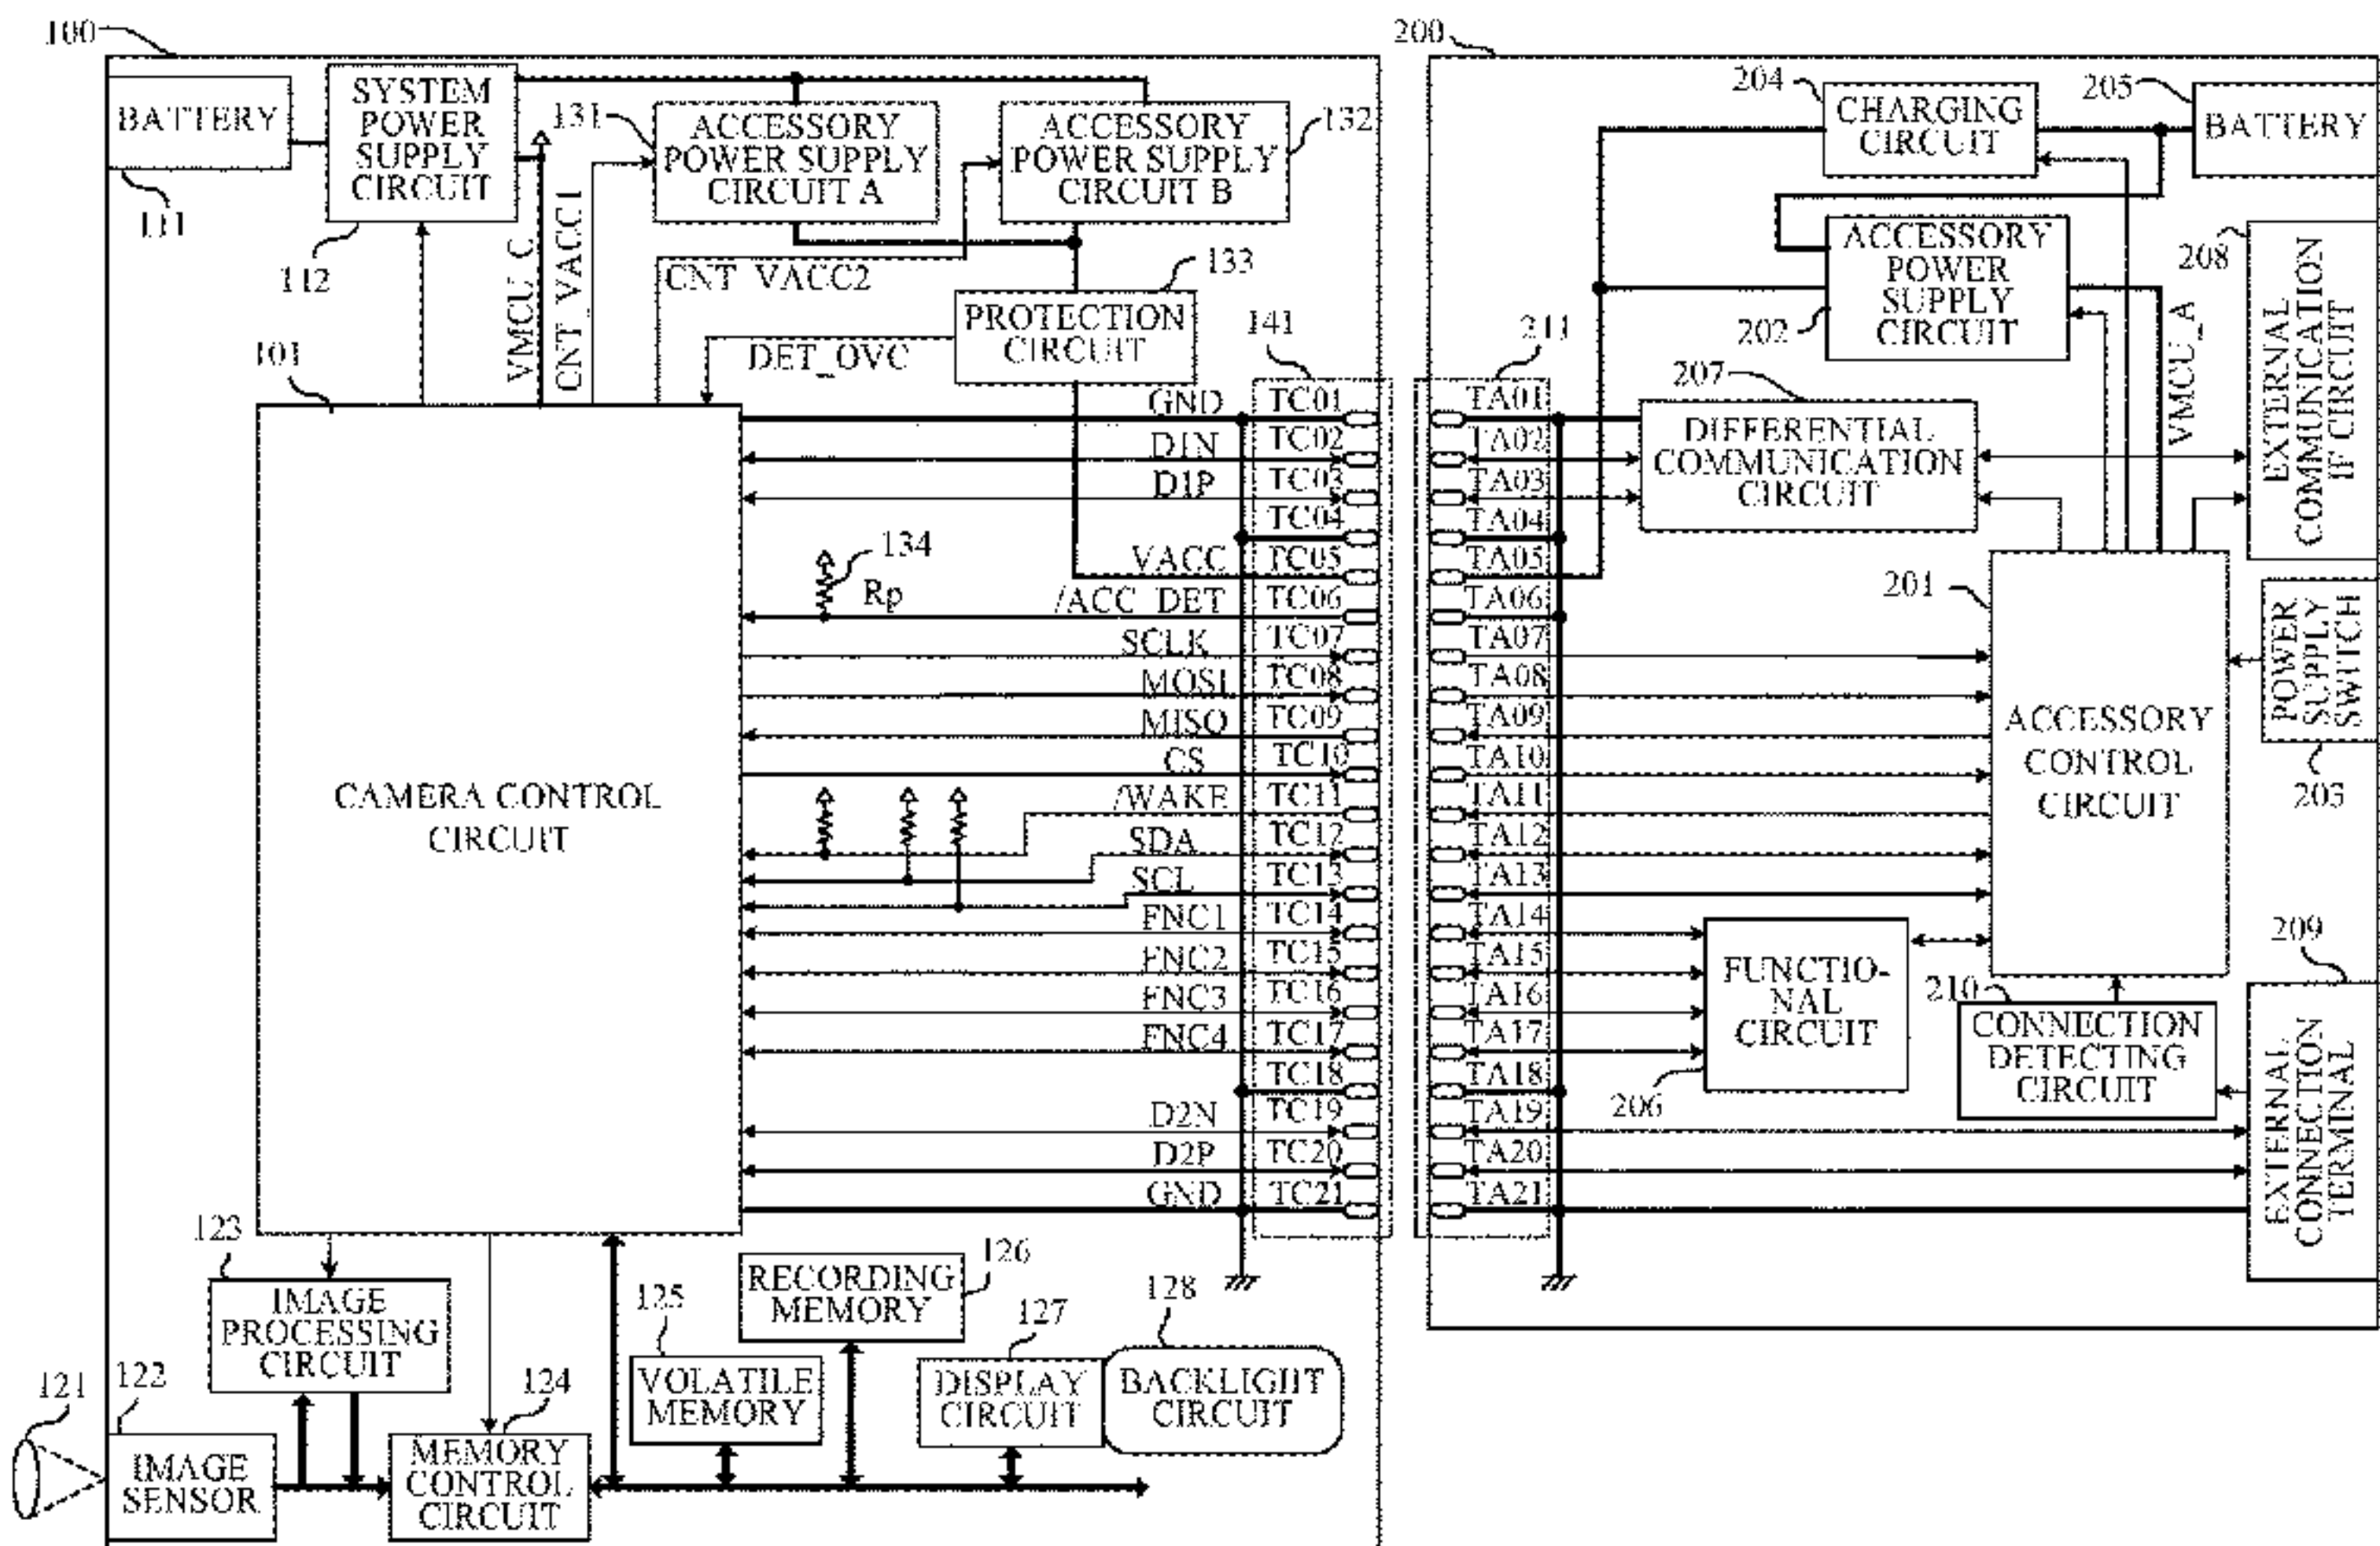 100
200
BATTERY
111
SYSTEM
POWER
SUPPLY
CIRCUIT
112
VMCU_C
CNT_VACC1
131
ACCESSORY
POWER SUPPLY
CIRCUIT A
ACCESSORY
POWER SUPPLY
CIRCUIT B
132
CNT_VACC2
133
PROTECTION
CIRCUIT
DET_OVC
101
CAMERA CONTROL
CIRCUIT
134
Rp
141
GND TC01
D1N TC02
D1P TC03
TC04
VACC TC05
/ACC_DET TC06
SCLK TC07
MOSI TC08
MISO TC09
CS TC10
/WAKE TC11
SDA TC12
SCL TC13
FNC1 TC14
FNC2 TC15
FNC3 TC16
FNC4 TC17
TC18
D2N TC19
D2P TC20
GND TC21
123
IMAGE
PROCESSING
CIRCUIT
121
122
IMAGE
SENSOR
124
MEMORY
CONTROL
CIRCUIT
125
VOLATILE
MEMORY
RECORDING
MEMORY
126
127
DISPLAY
CIRCUIT
128
BACKLIGHT
CIRCUIT
204
CHARGING
CIRCUIT
205
BATTERY
ACCESSORY
POWER
SUPPLY
CIRCUIT
202
VMCU_A
208
EXTERNAL
COMMUNICATION
IF CIRCUIT
211
TA01
TA02
TA03
TA04
TA05
TA06
TA07
TA08
TA09
TA10
TA11
TA12
TA13
TA14
TA15
TA16
TA17
TA18
TA19
TA20
TA21
207
DIFFERENTIAL
COMMUNICATION
CIRCUIT
201
ACCESSORY
CONTROL
CIRCUIT
POWER
SUPPLY
SWITCH
203
FUNCTIO-
NAL
CIRCUIT
206
210
CONNECTION
DETECTING
CIRCUIT
209
EXTERNAL
CONNECTION
TERMINAL